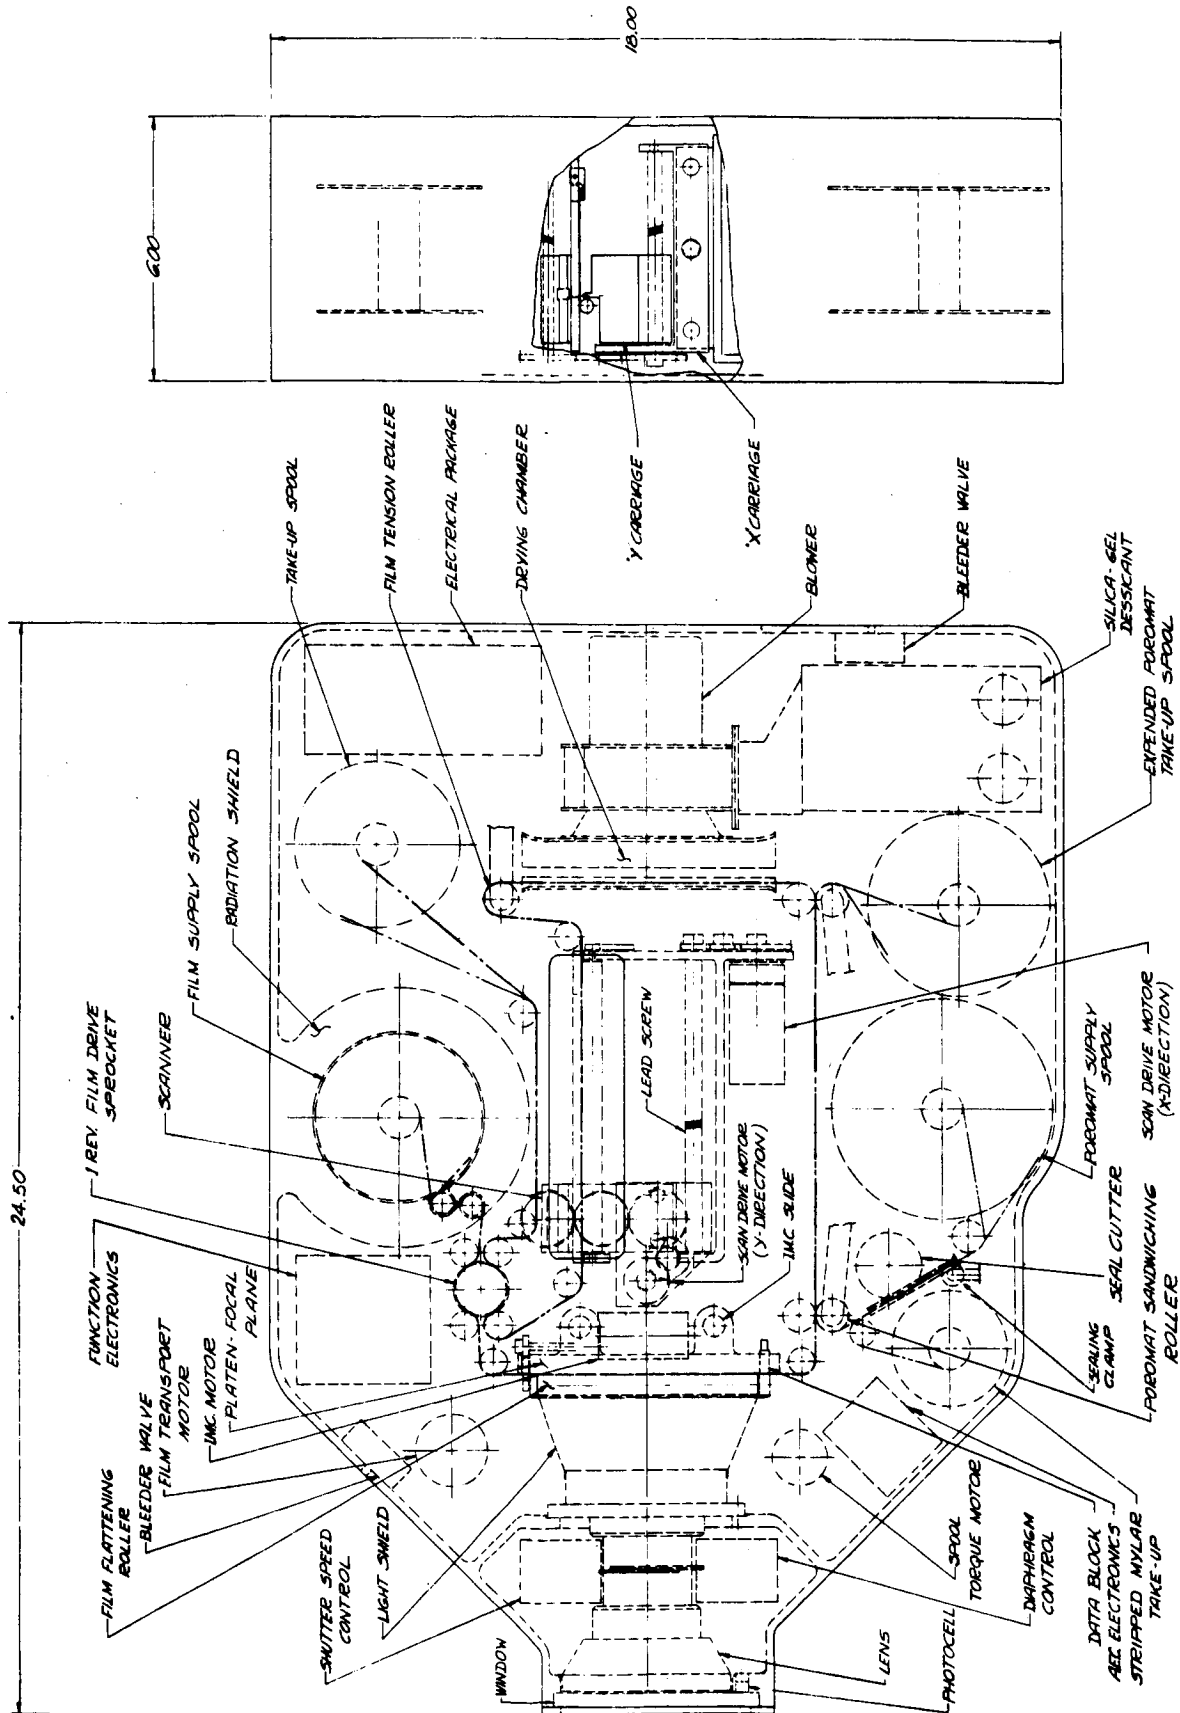 18.00
6.00
24.50
TAKE-UP SPOOL
FILM TENSION ROLLER
ELECTRICAL PACKAGE
DRYING CHAMBER
'Y' CARRIAGE
'X' CARRIAGE
BLOWER
BLEEDER VALVE
SILICA-GEL
DESSICANT
EXPENDED POROMAT
TAKE-UP SPOOL
SCAN DRIVE MOTOR
(X-DIRECTION)
POROMAT SUPPLY
SPOOL
SEAL CUTTER
POROMAT SANDWICHING
ROLLER
SEALING
CLAMP
RADIATION SHIELD
FILM SUPPLY SPOOL
1 REV. FILM DRIVE
SPROCKET
SCANNER
LEAD SCREW
SCAN DRIVE MOTOR
(Y-DIRECTION)
IMC SLIDE
FUNCTION
ELECTRONICS
PLATEN-FOCAL
PLANE
IMC MOTOR
FILM TRANSPORT
MOTOR
BLEEDER VALVE
FILM FLATTENING
ROLLER
SHUTTER SPEED
CONTROL
LIGHT SHIELD
WINDOW
LENS
PHOTOCELL
DIAPHRAGM
CONTROL
SPOOL
TORQUE MOTOR
DATA BLOCK
AEC ELECTRONICS
STRIPPED MYLAR
TAKE-UP